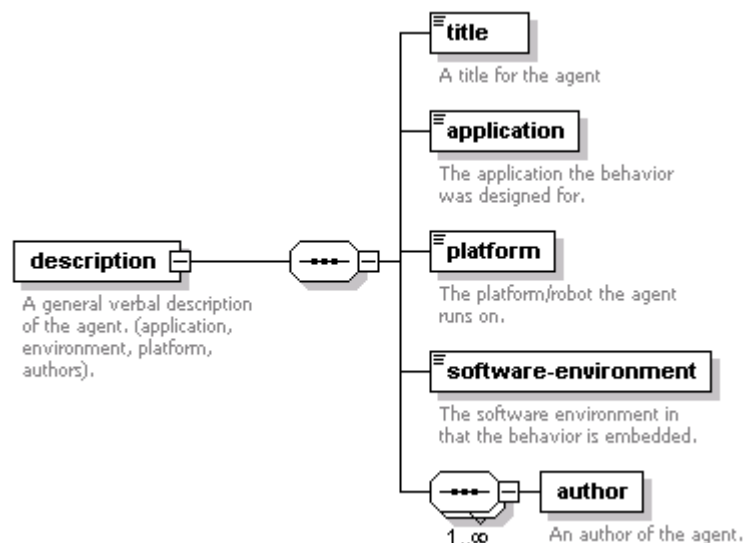 title
A title for the agent
application
The application the behavior
was designed for.
description
A general verbal description
of the agent. (application,
environment, platform,
authors).
platform
The platform/robot the agent
runs on.
software-environment
The software environment in
that the behavior is embedded.
author
1..∞
An author of the agent.